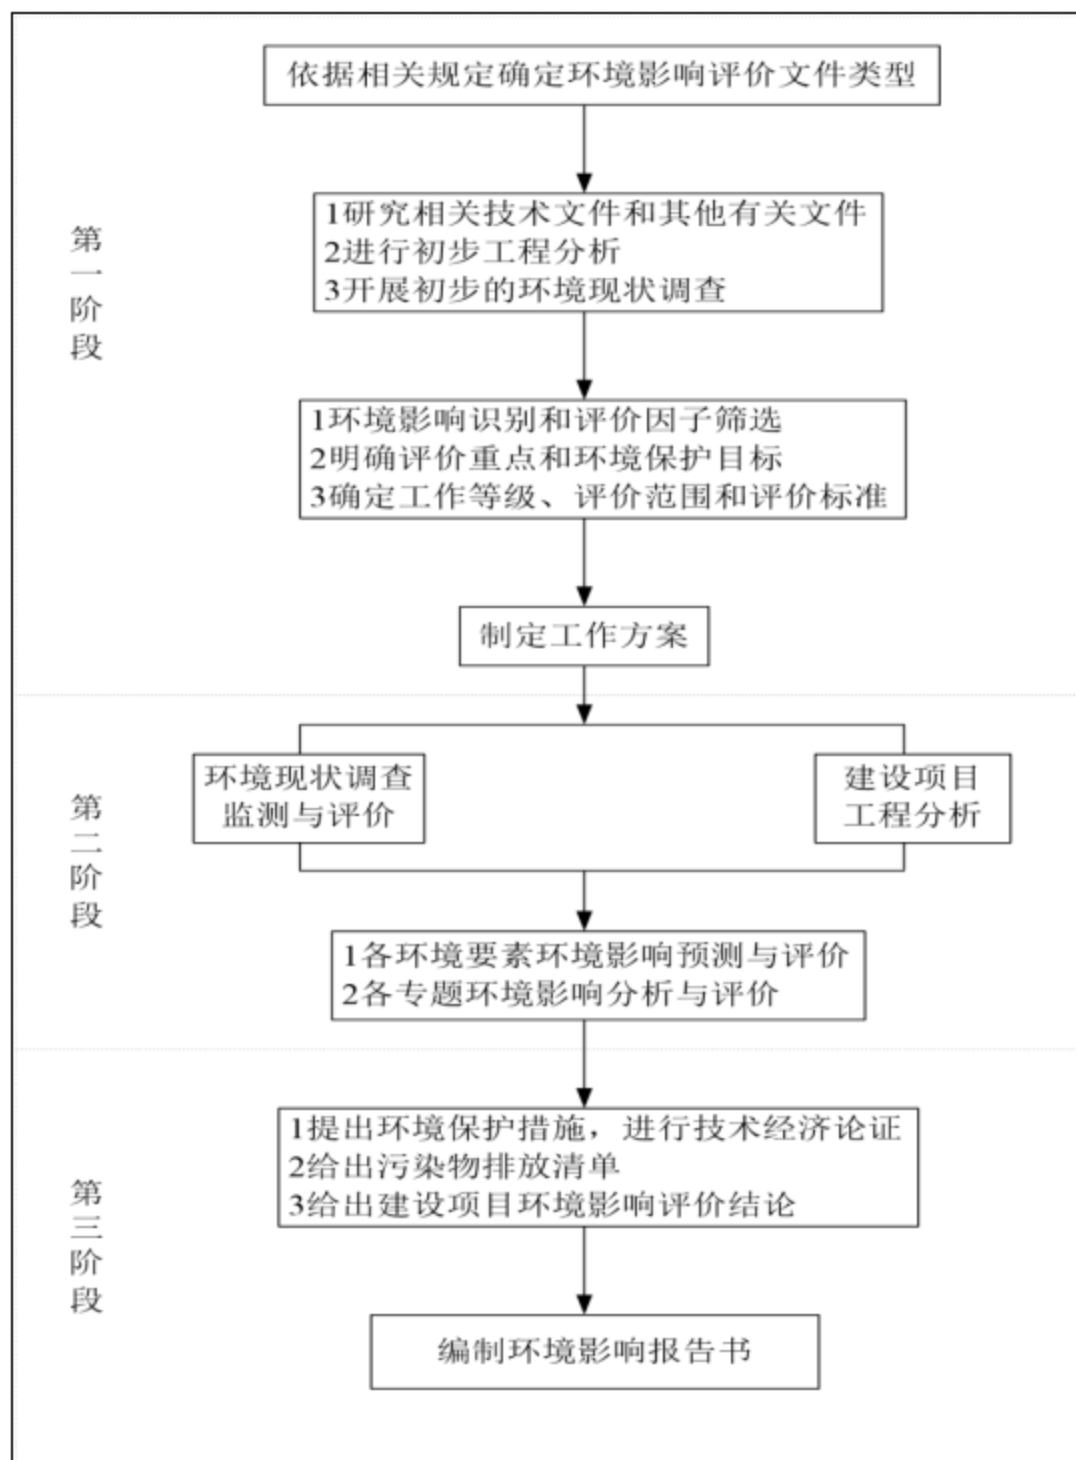 依据相关规定确定环境影响评价文件类型
第一阶段
1研究相关技术文件和其他有关文件
2进行初步工程分析
3开展初步的环境现状调查
1环境影响识别和评价因子筛选
2明确评价重点和环境保护目标
3确定工作等级、评价范围和评价标准
制定工作方案
第二阶段
环境现状调查
监测与评价
建设项目
工程分析
1各环境要素环境影响预测与评价
2各专题环境影响分析与评价
第三阶段
1提出环境保护措施，进行技术经济论证
2给出污染物排放清单
3给出建设项目环境影响评价结论
编制环境影响报告书